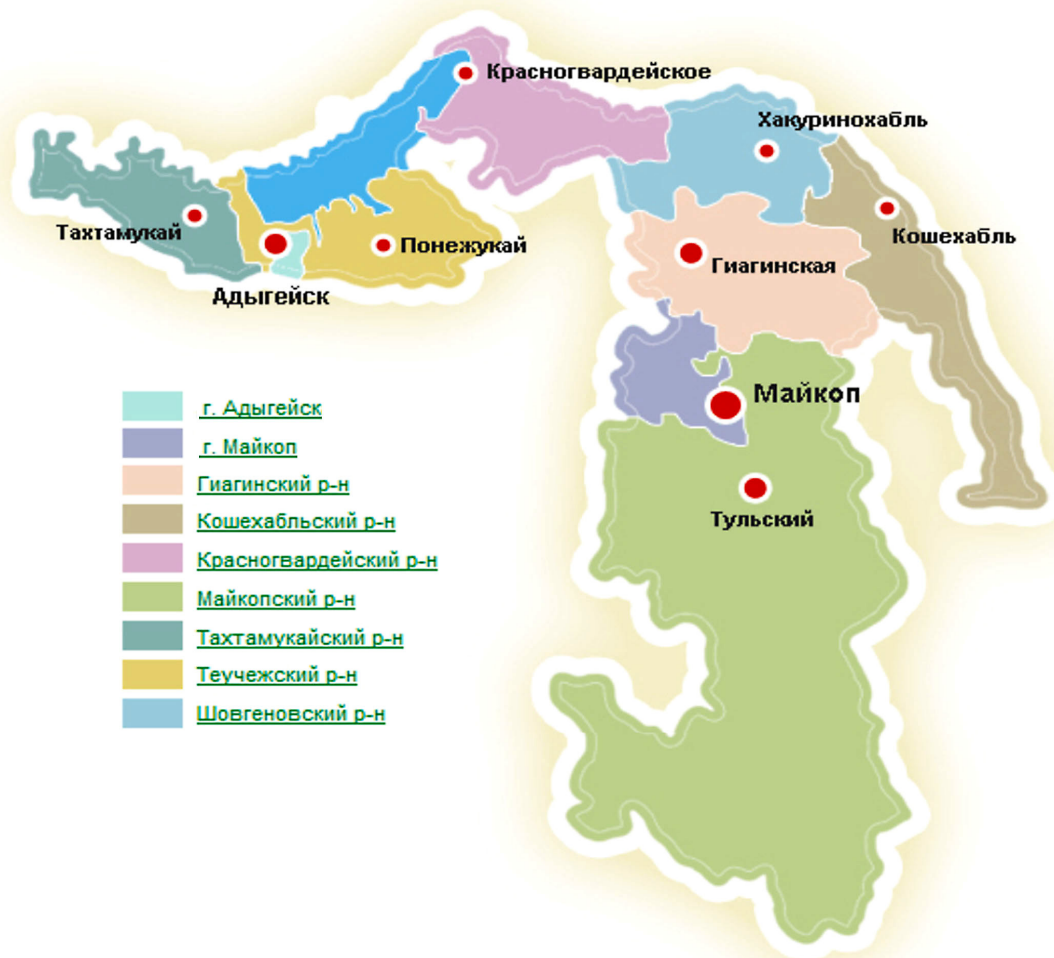 Красногвардейское
Хакуринохабль
Тахтамукай
Понежукай
Кошехабль
Гиагинская
Адыгейск
Майкоп
Тульский
г. Адыгейск
г. Майкоп
Гиагинский р-н
Кошехабльский р-н
Красногвардейский р-н
Майкопский р-н
Тахтамукайский р-н
Теучежский р-н
Шовгеновский р-н